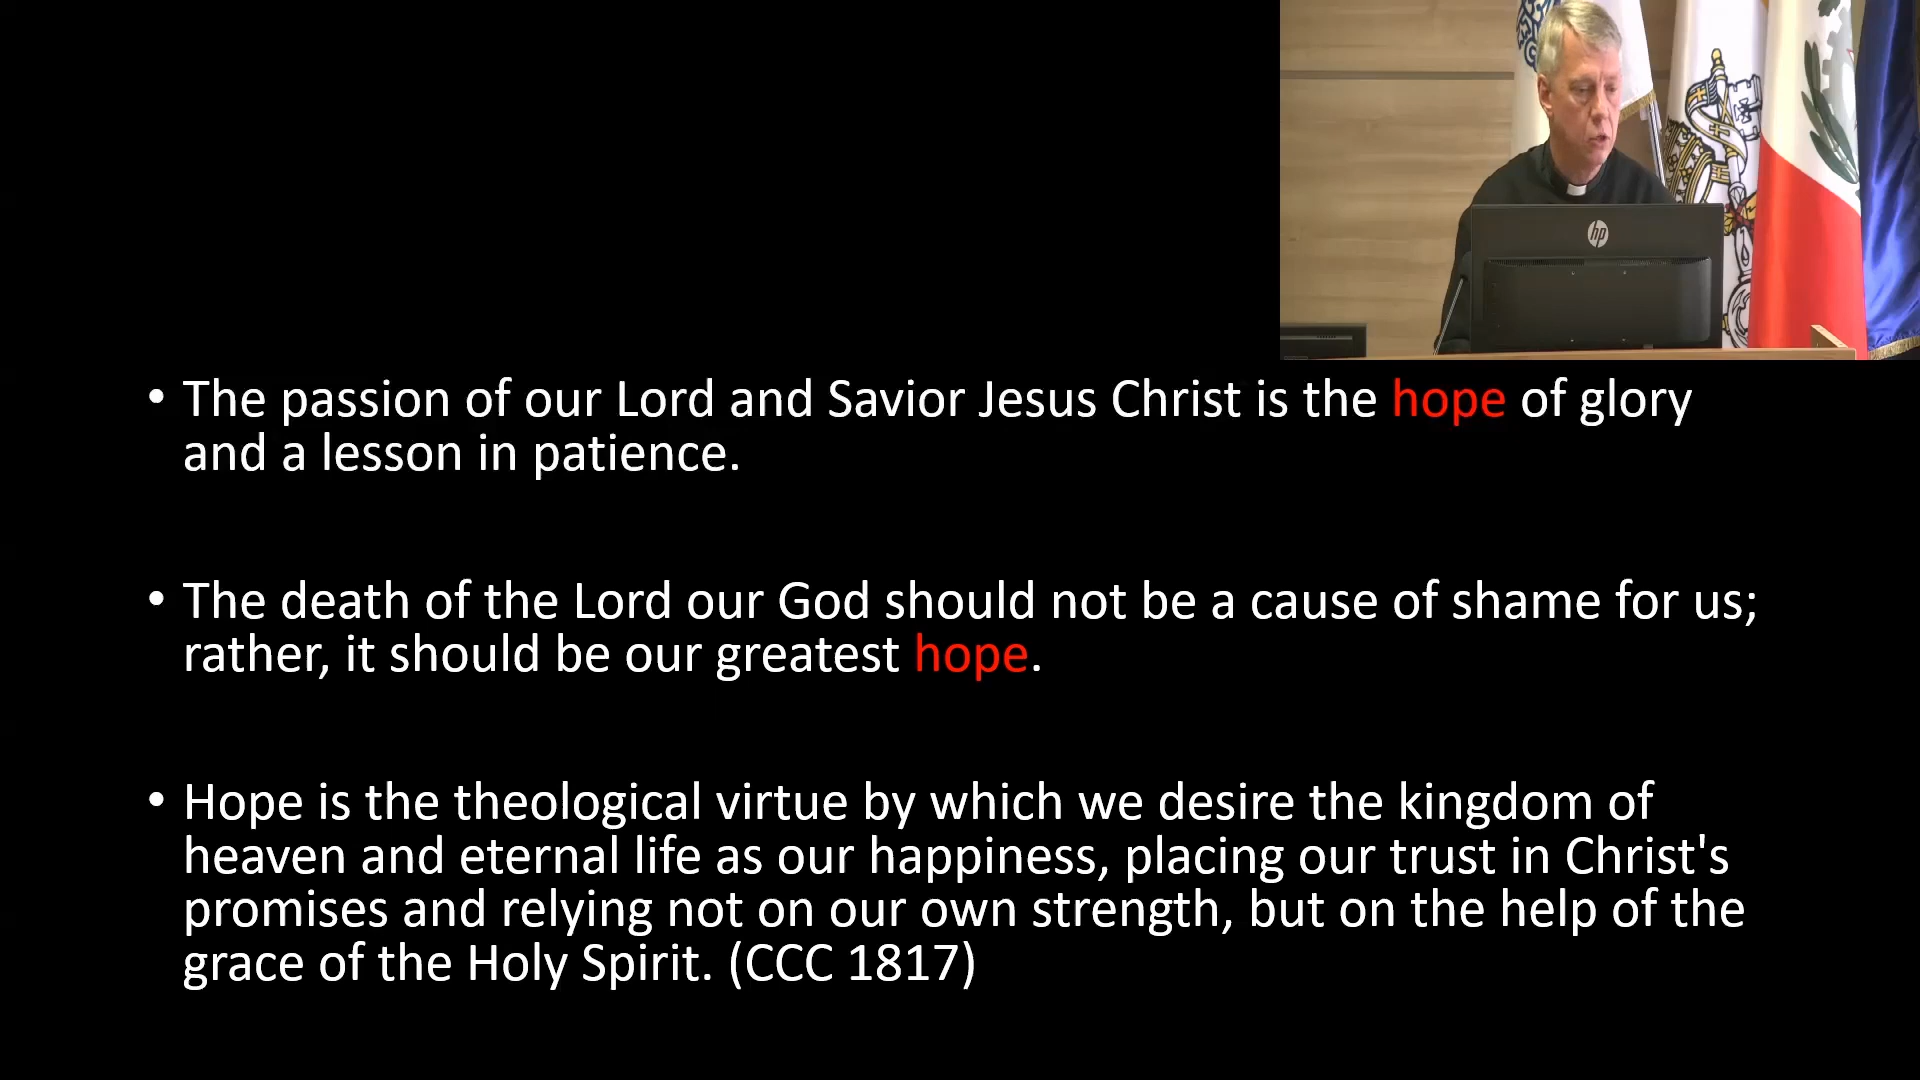 hp
• The passion of our Lord and Savior Jesus Christ is the hope of glory
and a lesson in patience.
• The death of the Lord our God should not be a cause of shame for us;
rather, it should be our greatest hope.
• Hope is the theological virtue by which we desire the kingdom of
heaven and eternal life as our happiness, placing our trust in Christ's
promises and relying not on our own strength, but on the help of the
grace of the Holy Spirit. (CCC 1817)